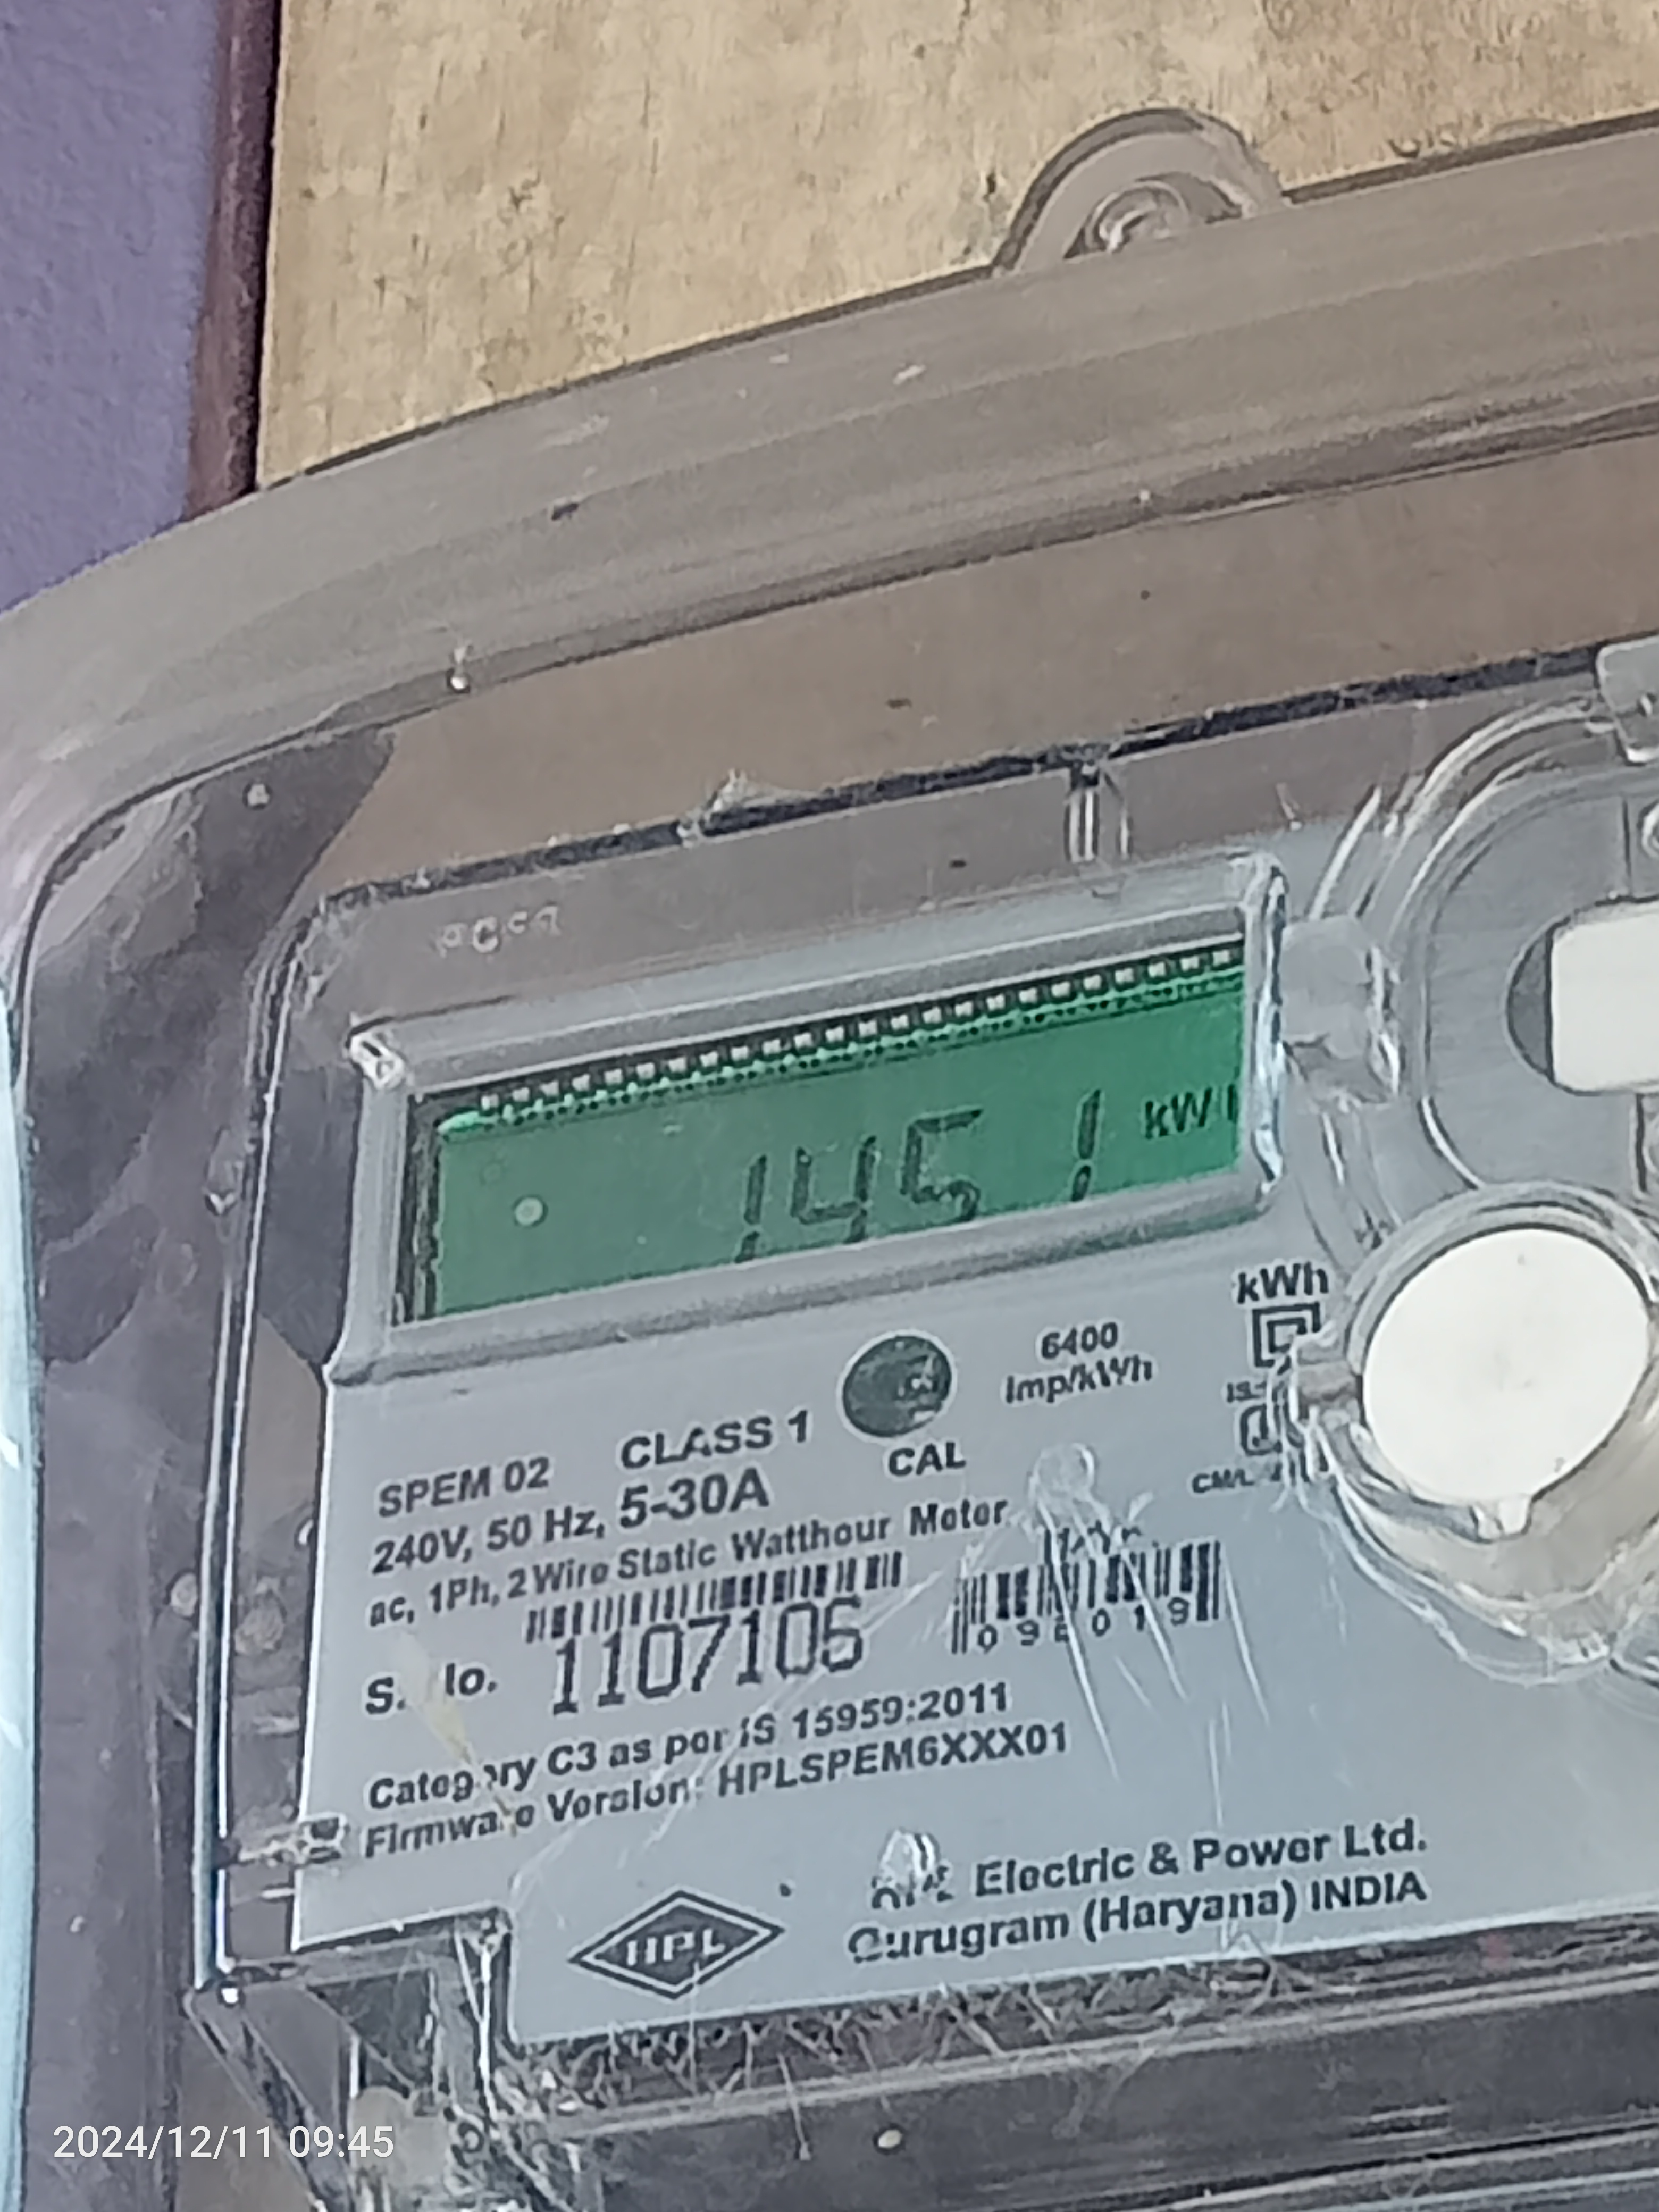 1451 kW
kWh
6400
Imp/kWh
CAL
SPEM 02 CLASS 1
240V, 50 Hz, 5-30A
ac, 1Ph, 2Wire Static Watthour Meter
1107106
Category C3 as per IS 15959:2011
Firmware Version: HPLSPEM6XXX01
HPL
Electric & Power Ltd.
Gurugram (Haryana) INDIA
2024/12/11 09:45